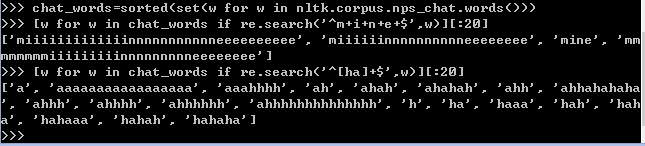 >>> chat_words=sorted(set(w for w in nltk.corpus.nps_chat.words()))
>>> [w for w in chat_words if re.search('^m+i+n+e+$',w)][:20]
['miiiiiiiiiiiiinnnnnnnnnnneeeeeeeeee', 'miiiiiinnnnnnnnnneeeeeeee', 'mine', 'mm
mmmmmmiiiiiiiiinnnnnnnnneeeeeeee']
>>> [w for w in chat_words if re.search('^[ha]+$',w)][:20]
['a', 'aaaaaaaaaaaaaaaaa', 'aaahhhh', 'ah', 'ahah', 'ahahah', 'ahh', 'ahhahahaha'
, 'ahhh', 'ahhhh', 'ahhhhhh', 'ahhhhhhhhhhhhhh', 'h', 'ha', 'haaa', 'hah', 'hah
a', 'hahaaa', 'hahah', 'hahaha']
>>>